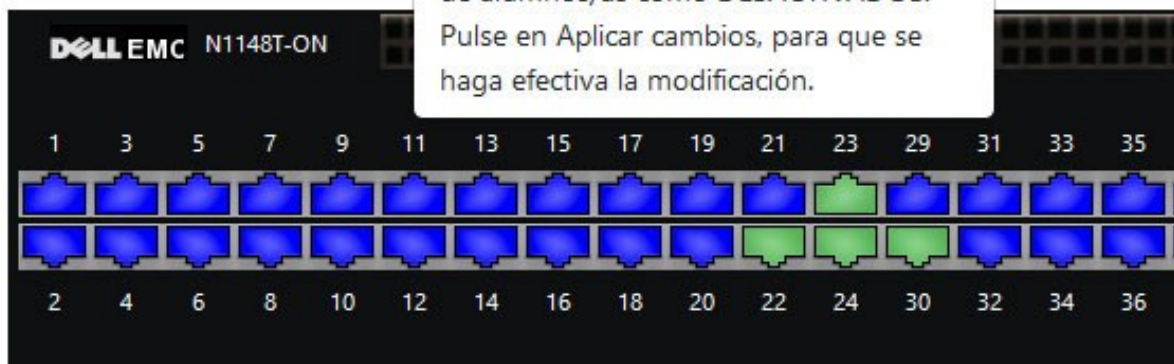 Pulse en Aplicar cambios, para que se
haga efectiva la modificación.
DELL EMC N1148T-ON
1 3 5 7 9 11 13 15 17 19 21 23 29 31 33 35
2 4 6 8 10 12 14 16 18 20 22 24 30 32 34 36